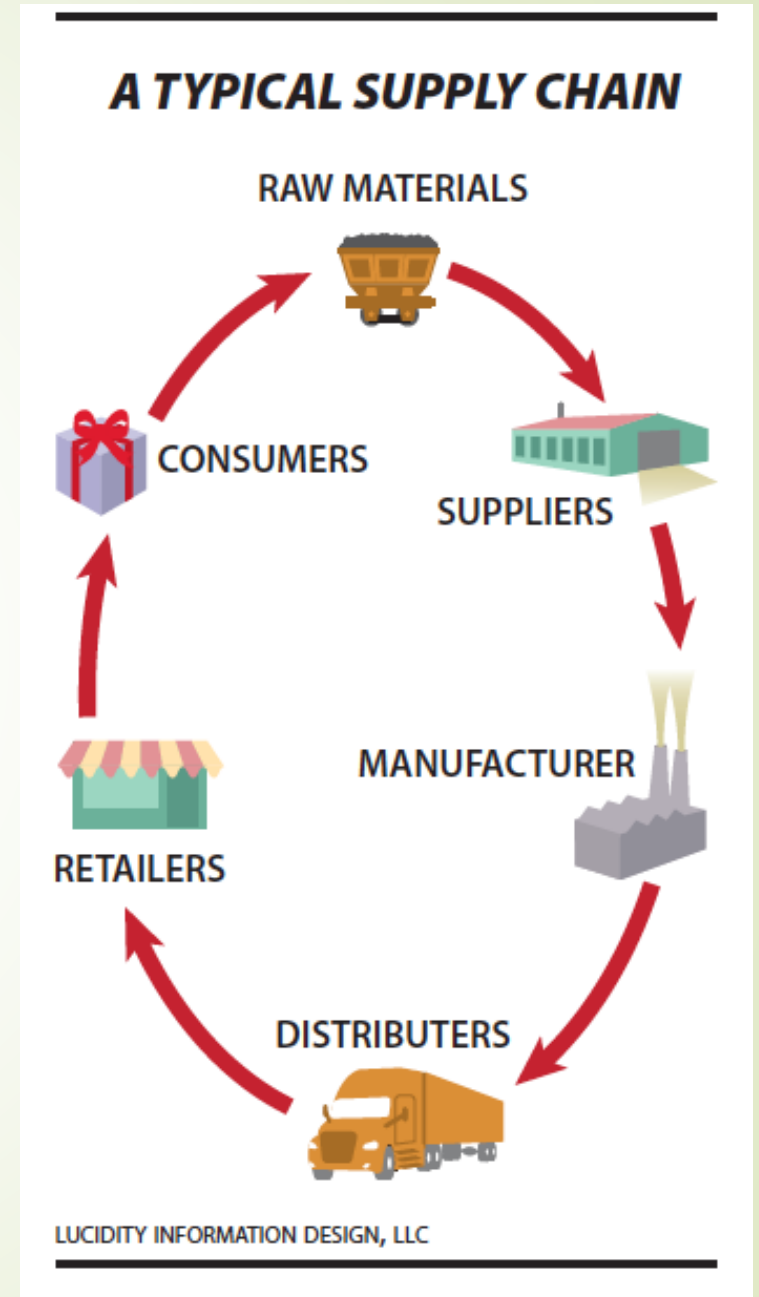 A TYPICAL SUPPLY CHAIN
RAW MATERIALS
CONSUMERS
SUPPLIERS
MANUFACTURER
RETAILERS
DISTRIBUTERS
LUCIDITY INFORMATION DESIGN, LLC